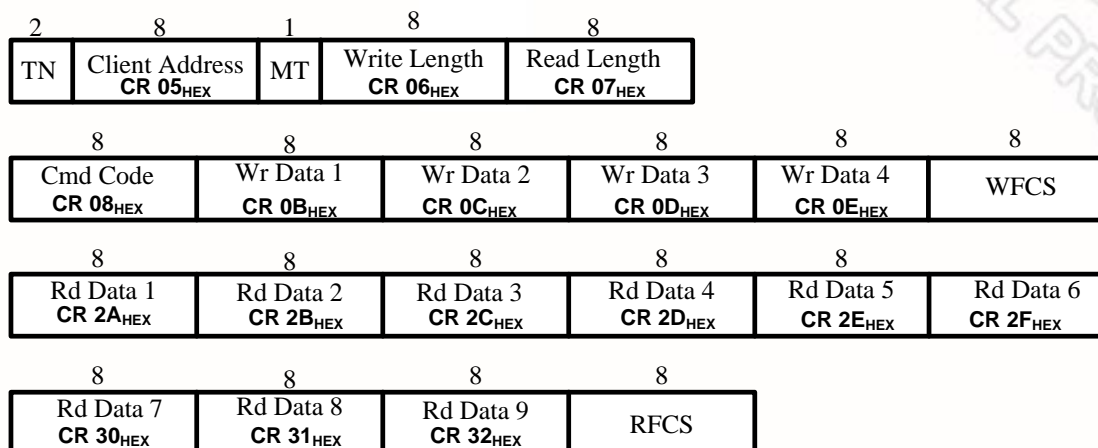 2 8 1 8 8
TN Client Address MT Write Length Read Length
CR 05HEX CR 06HEX CR 07HEX
8 8 8 8 8 8
Cmd Code Wr Data 1 Wr Data 2 Wr Data 3 Wr Data 4 WFCS
CR 08HEX CR 0BHEX CR 0CHEX CR 0DHEX CR 0EHEX
8 8 8 8 8
Rd Data 1 Rd Data 2 Rd Data 3 Rd Data 4 Rd Data 5 Rd Data 6
CR 2AHEX CR 2BHEX CR 2CHEX CR 2DHEX CR 2EHEX CR 2FHEX
8 8 8 8
Rd Data 7 Rd Data 8 Rd Data 9 RFCS
CR 30HEX CR 31HEX CR 32HEX